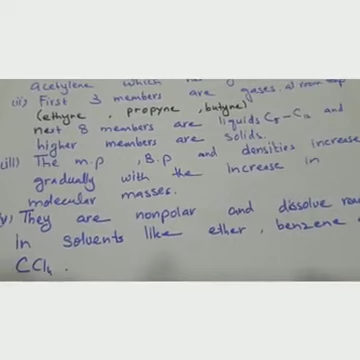 acetylene which
(ii) First 3 members are gases. at room
(ethyne, propyne, butyne)
next 8 members are liquids C5-C12 and
higher members are solids.
(iii) The m.p, B.p and densities increase
gradually with the increase in
molecular masses.
They are nonpolar and dissolve
in solvents like ether, benzene
CCl4.